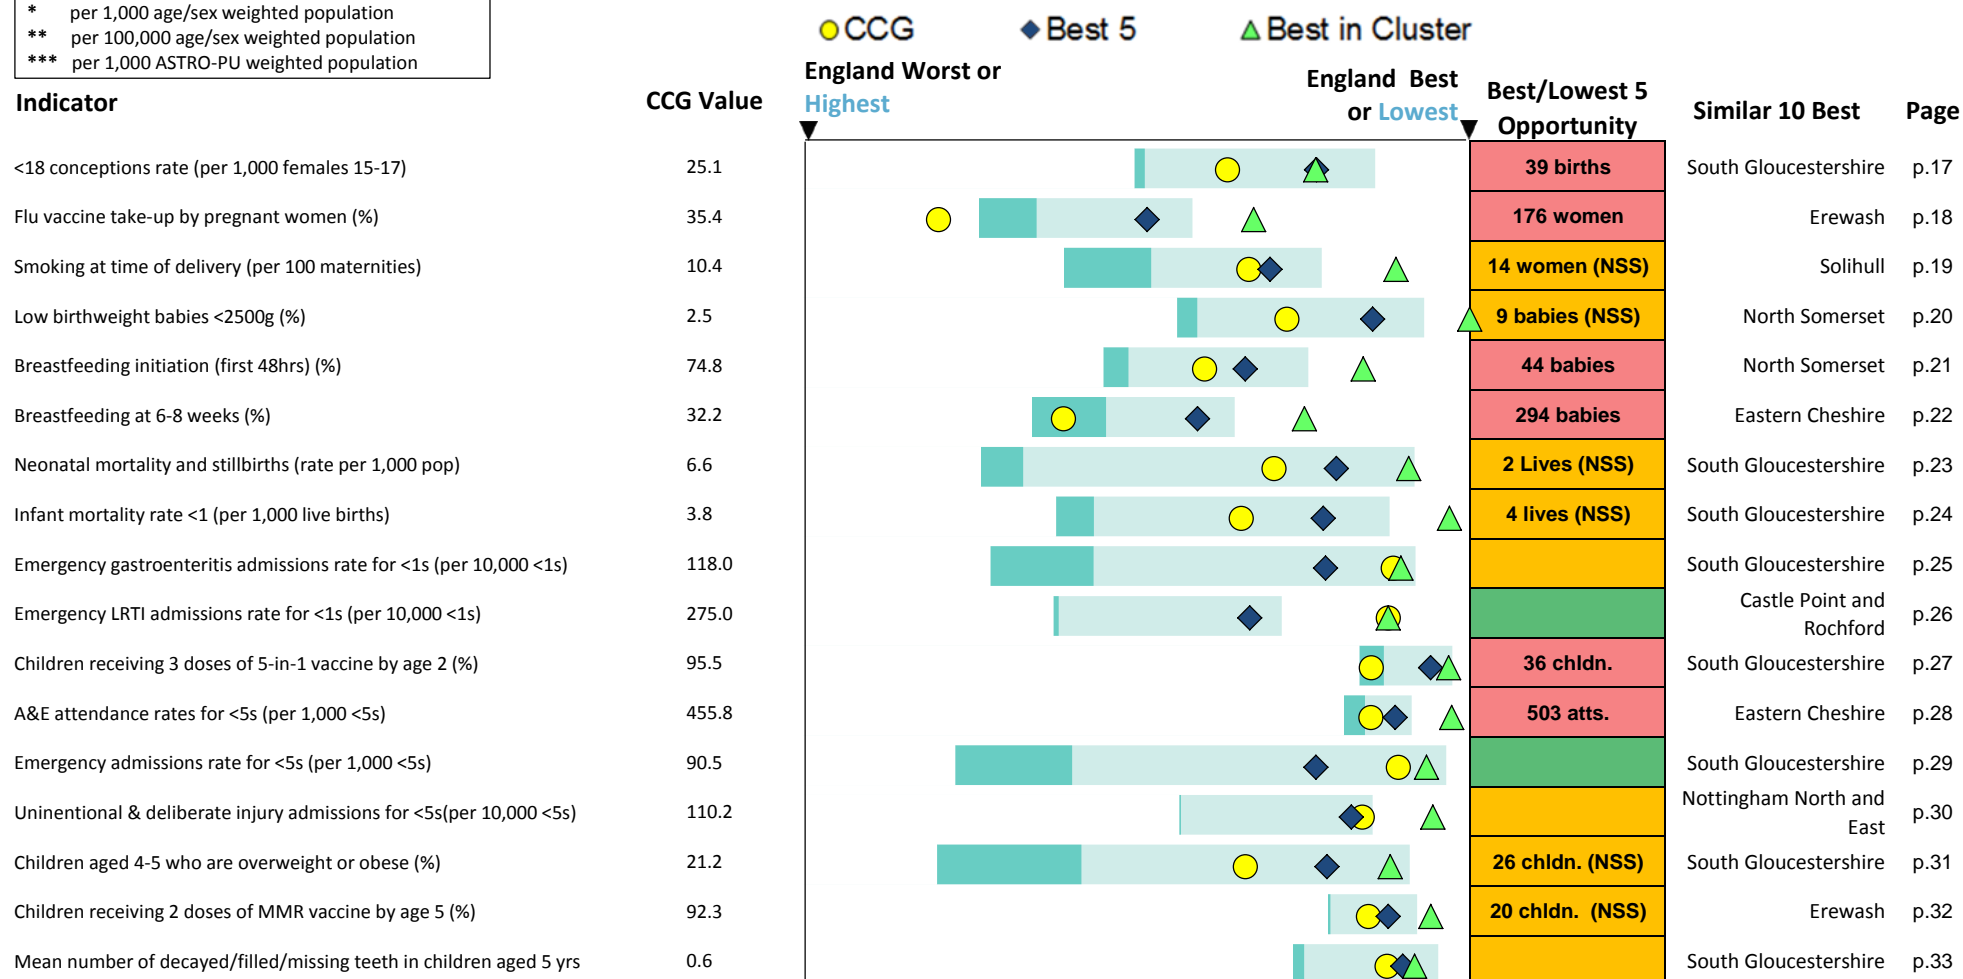 * per 1,000 age/sex weighted population
** per 100,000 age/sex weighted population
*** per 1,000 ASTRO-PU weighted population
CCG Best 5 Best in Cluster
Indicator CCG Value England Worst or Highest England Best or Lowest Best/Lowest 5 Opportunity Similar 10 Best Page
<18 conceptions rate (per 1,000 females 15-17) 25.1 39 births South Gloucestershire p.17
Flu vaccine take-up by pregnant women (%) 35.4 176 women Erewash p.18
Smoking at time of delivery (per 100 maternities) 10.4 14 women (NSS) Solihull p.19
Low birthweight babies <2500g (%) 2.5 9 babies (NSS) North Somerset p.20
Breastfeeding initiation (first 48hrs) (%) 74.8 44 babies North Somerset p.21
Breastfeeding at 6-8 weeks (%) 32.2 294 babies Eastern Cheshire p.22
Neonatal mortality and stillbirths (rate per 1,000 pop) 6.6 2 Lives (NSS) South Gloucestershire p.23
Infant mortality rate <1 (per 1,000 live births) 3.8 4 lives (NSS) South Gloucestershire p.24
Emergency gastroenteritis admissions rate for <1s (per 10,000 <1s) 118.0 South Gloucestershire p.25
Emergency LRTI admissions rate for <1s (per 10,000 <1s) 275.0 Castle Point and Rochford p.26
Children receiving 3 doses of 5-in-1 vaccine by age 2 (%) 95.5 36 chldn. South Gloucestershire p.27
A&E attendance rates for <5s (per 1,000 <5s) 455.8 503 atts. Eastern Cheshire p.28
Emergency admissions rate for <5s (per 1,000 <5s) 90.5 South Gloucestershire p.29
Uninentional & deliberate injury admissions for <5s(per 10,000 <5s) 110.2 Nottingham North and East p.30
Children aged 4-5 who are overweight or obese (%) 21.2 26 chldn. (NSS) South Gloucestershire p.31
Children receiving 2 doses of MMR vaccine by age 5 (%) 92.3 20 chldn. (NSS) Erewash p.32
Mean number of decayed/filled/missing teeth in children aged 5 yrs 0.6 South Gloucestershire p.33